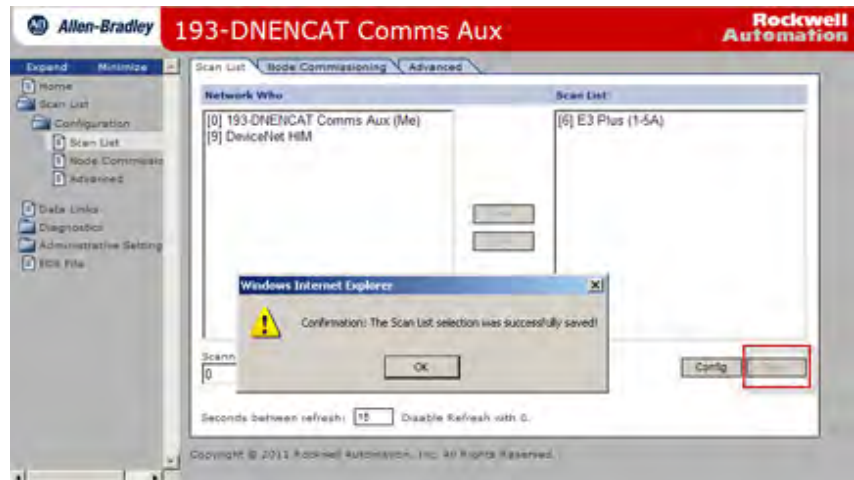 Allen-Bradley
193-DNENCAT Comms Aux
Rockwell
Automation
Expand Minimize
Home
Scan List
Configuration
Scan List
Node Commissio
Advanced
Data Links
Diagnostics
Administrative Setting
EDS File
Scan List
Node Commissioning
Advanced
Network Who
Scan List
[0] 193-DNENCAT Comms Aux (Me)
[9] DeviceNet HIM
[6] E3 Plus (1-5A)
Windows Internet Explorer
Confirmation: The Scan List selection was successfully saved!
OK
Scann
0
Config
Seconds between refresh:
15
Disable Refresh with 0.
Copyright © 2011 Rockwell Automation, Inc. All Rights Reserved.